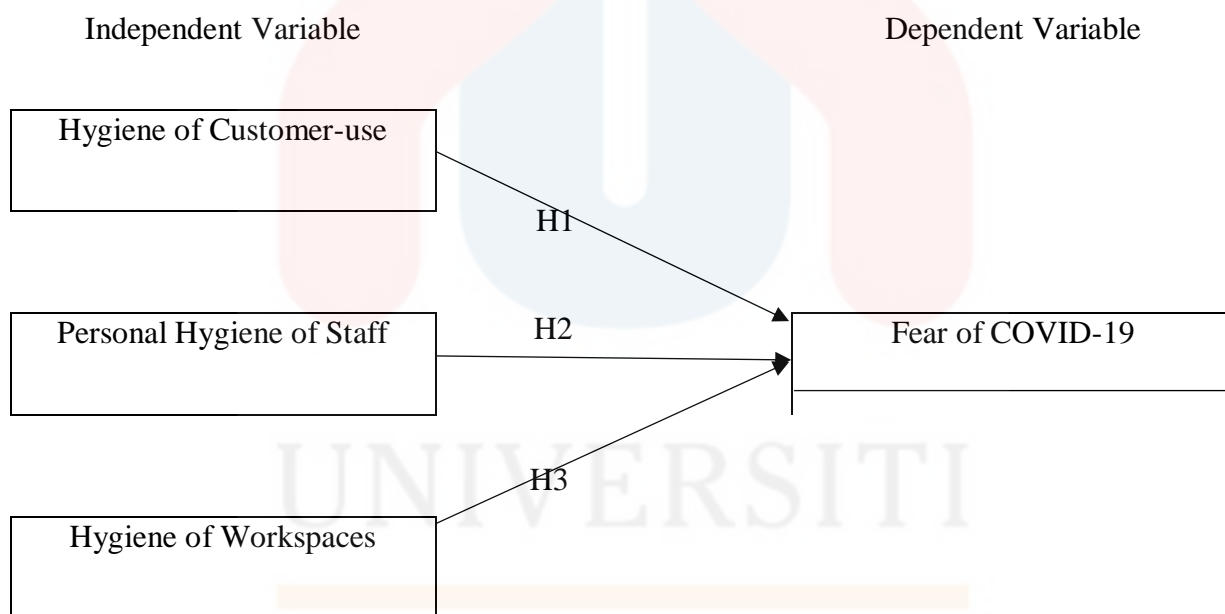 Independent Variable
Dependent Variable
Hygiene of Customer-use
H1
Personal Hygiene of Staff
H2
Fear of COVID-19
H3
Hygiene of Workspaces
UNIVERSITI